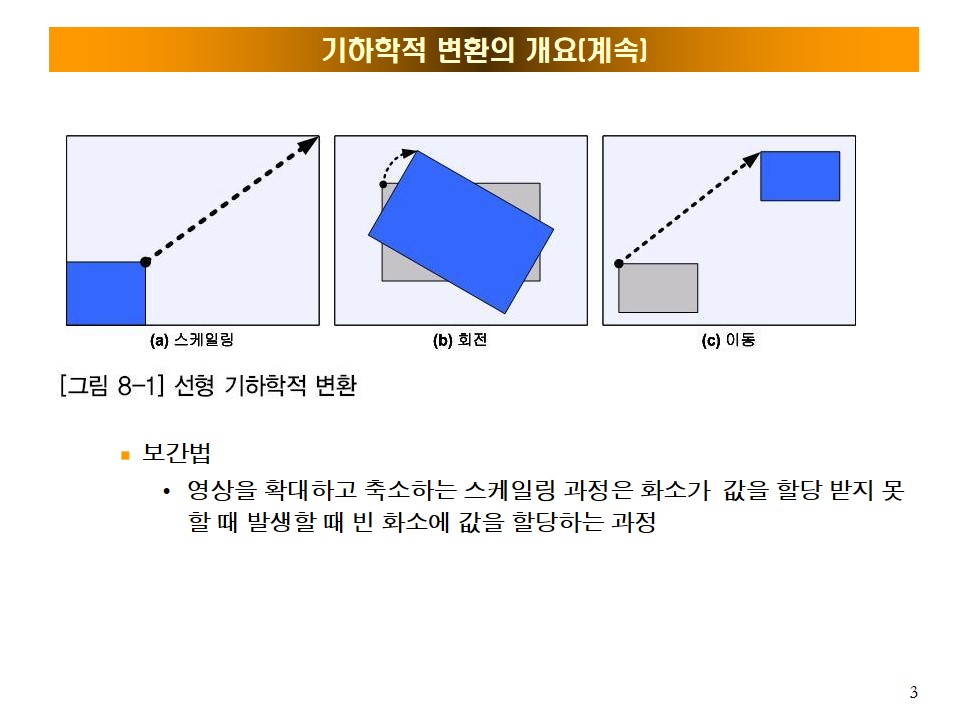 기하학적 변환의 개요(계속)
(a) 스케일링
(b) 회전
(c) 이동
[그림 8-1] 선형 기하학적 변환
■ 보간법
• 영상을 확대하고 축소하는 스케일링 과정은 화소가 값을 할당 받지 못
할 때 발생할 때 빈 화소에 값을 할당하는 과정
3